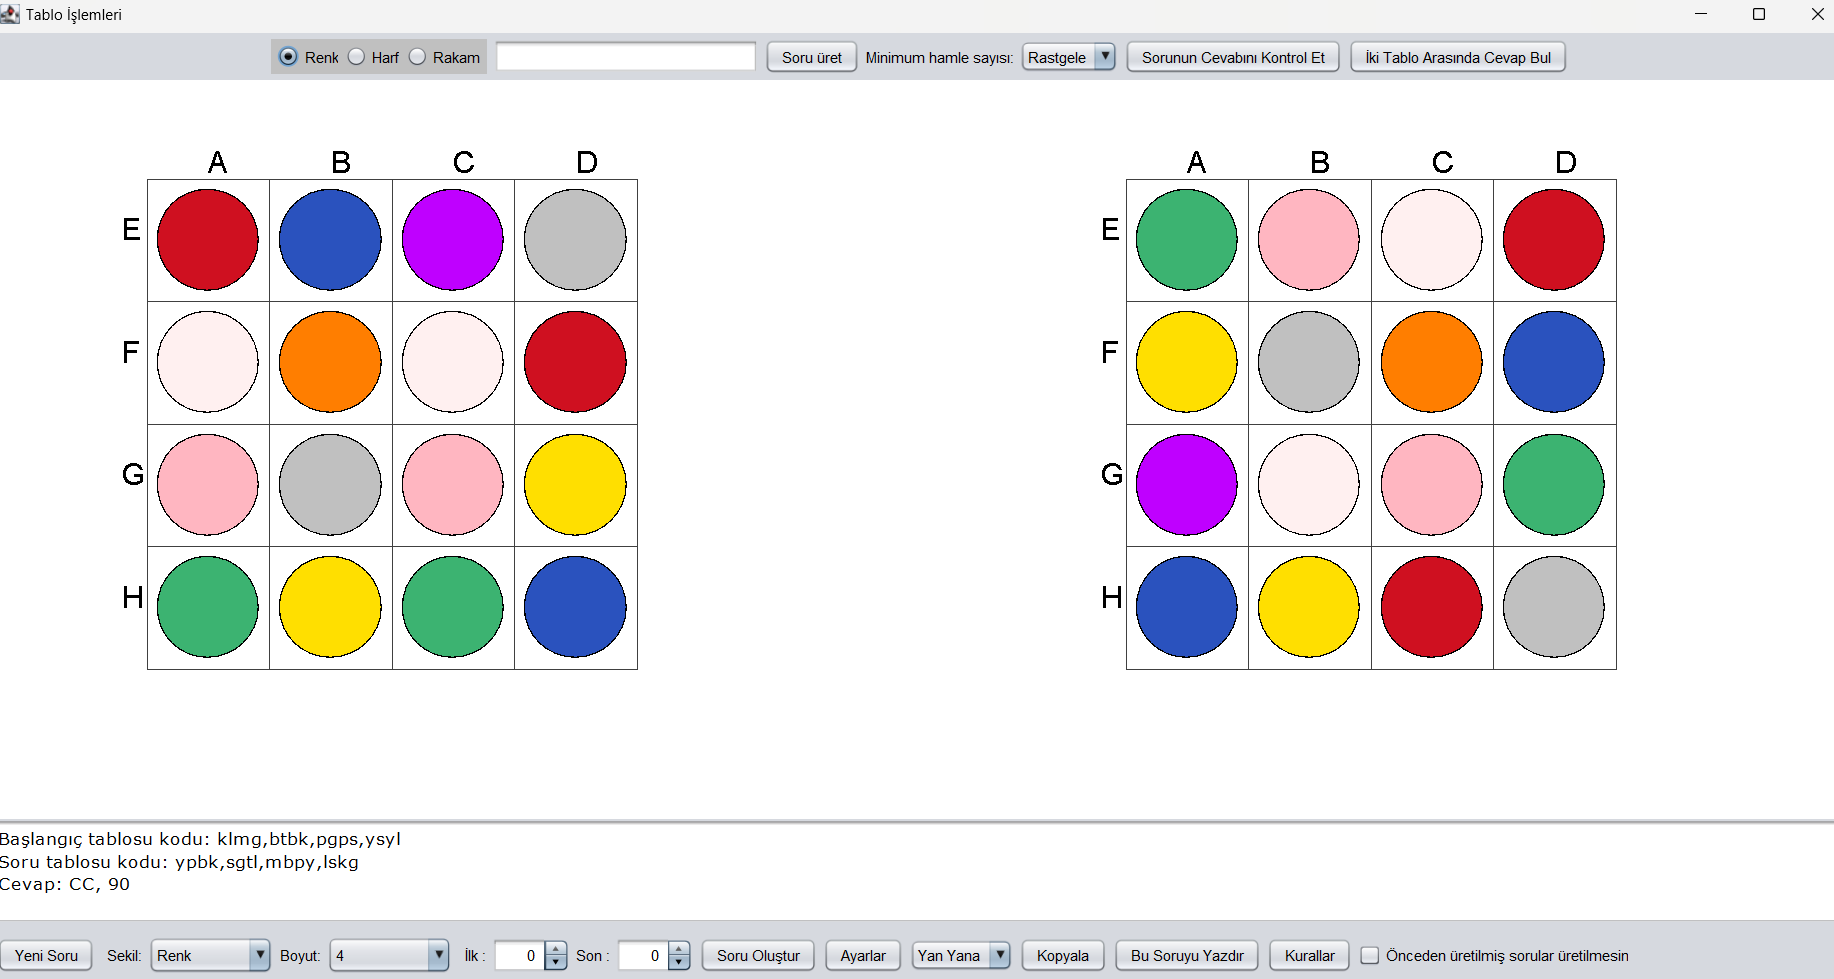 Tablo İşlemleri
Renk Harf Rakam Soru üret Minimum hamle sayısı: Rastgele Sorunun Cevabını Kontrol Et İki Tablo Arasında Cevap Bul
A B C D A B C D
E E
F F
G G
H H
Başlangıç tablosu kodu: klmg,btbk,pgps,ysyl
Soru tablosu kodu: ypbk,sgtl,mbpy,lskg
Cevap: CC, 90
Yeni Soru Sekil: Renk Boyut: 4 İlk : 0 Son : 0 Soru Oluştur Ayarlar Yan Yana Kopyala Bu Soruyu Yazdır Kurallar Önceden üretilmiş sorular üretilmesin